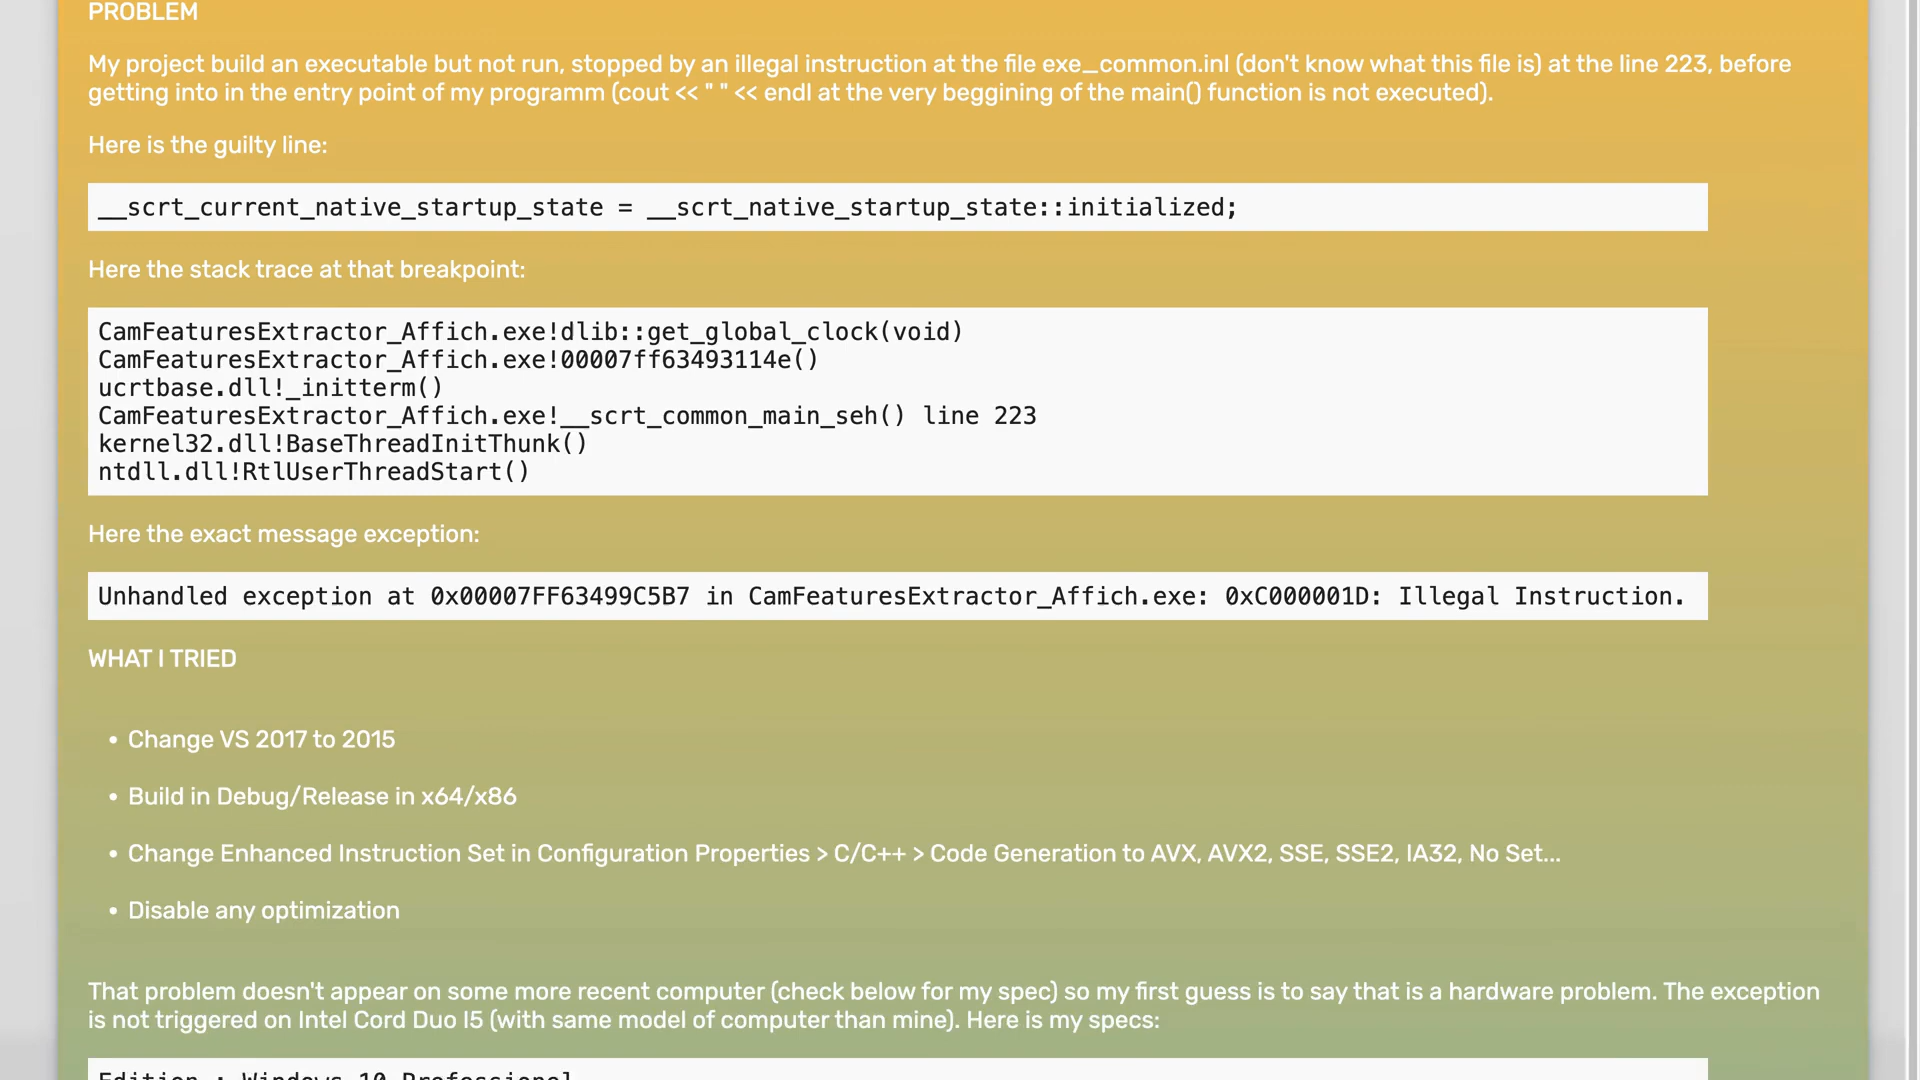 PROBLEM
My project build an executable but not run, stopped by an illegal instruction at the file exe_common.inl (don't know what this file is) at the line 223, before
getting into in the entry point of my programm (cout << " " << endl at the very beggining of the main() function is not executed).
Here is the guilty line:
__scrt_current_native_startup_state = __scrt_native_startup_state::initialized;
Here the stack trace at that breakpoint:
CamFeaturesExtractor_Affich.exe!dlib::get_global_clock(void)
CamFeaturesExtractor_Affich.exe!00007ff63493114e()
ucrtbase.dll!_initterm()
CamFeaturesExtractor_Affich.exe!__scrt_common_main_seh() line 223
kernel32.dll!BaseThreadInitThunk()
ntdll.dll!RtlUserThreadStart()
Here the exact message exception:
Unhandled exception at 0x00007FF63499C5B7 in CamFeaturesExtractor_Affich.exe: 0xC000001D: Illegal Instruction.
WHAT I TRIED
• Change VS 2017 to 2015
• Build in Debug/Release in x64/x86
• Change Enhanced Instruction Set in Configuration Properties > C/C++ > Code Generation to AVX, AVX2, SSE, SSE2, IA32, No Set...
• Disable any optimization
That problem doesn't appear on some more recent computer (check below for my spec) so my first guess is to say that is a hardware problem. The exception
is not triggered on Intel Cord Duo I5 (with same model of computer than mine). Here is my specs:
Edition : Windows 10 Professionel